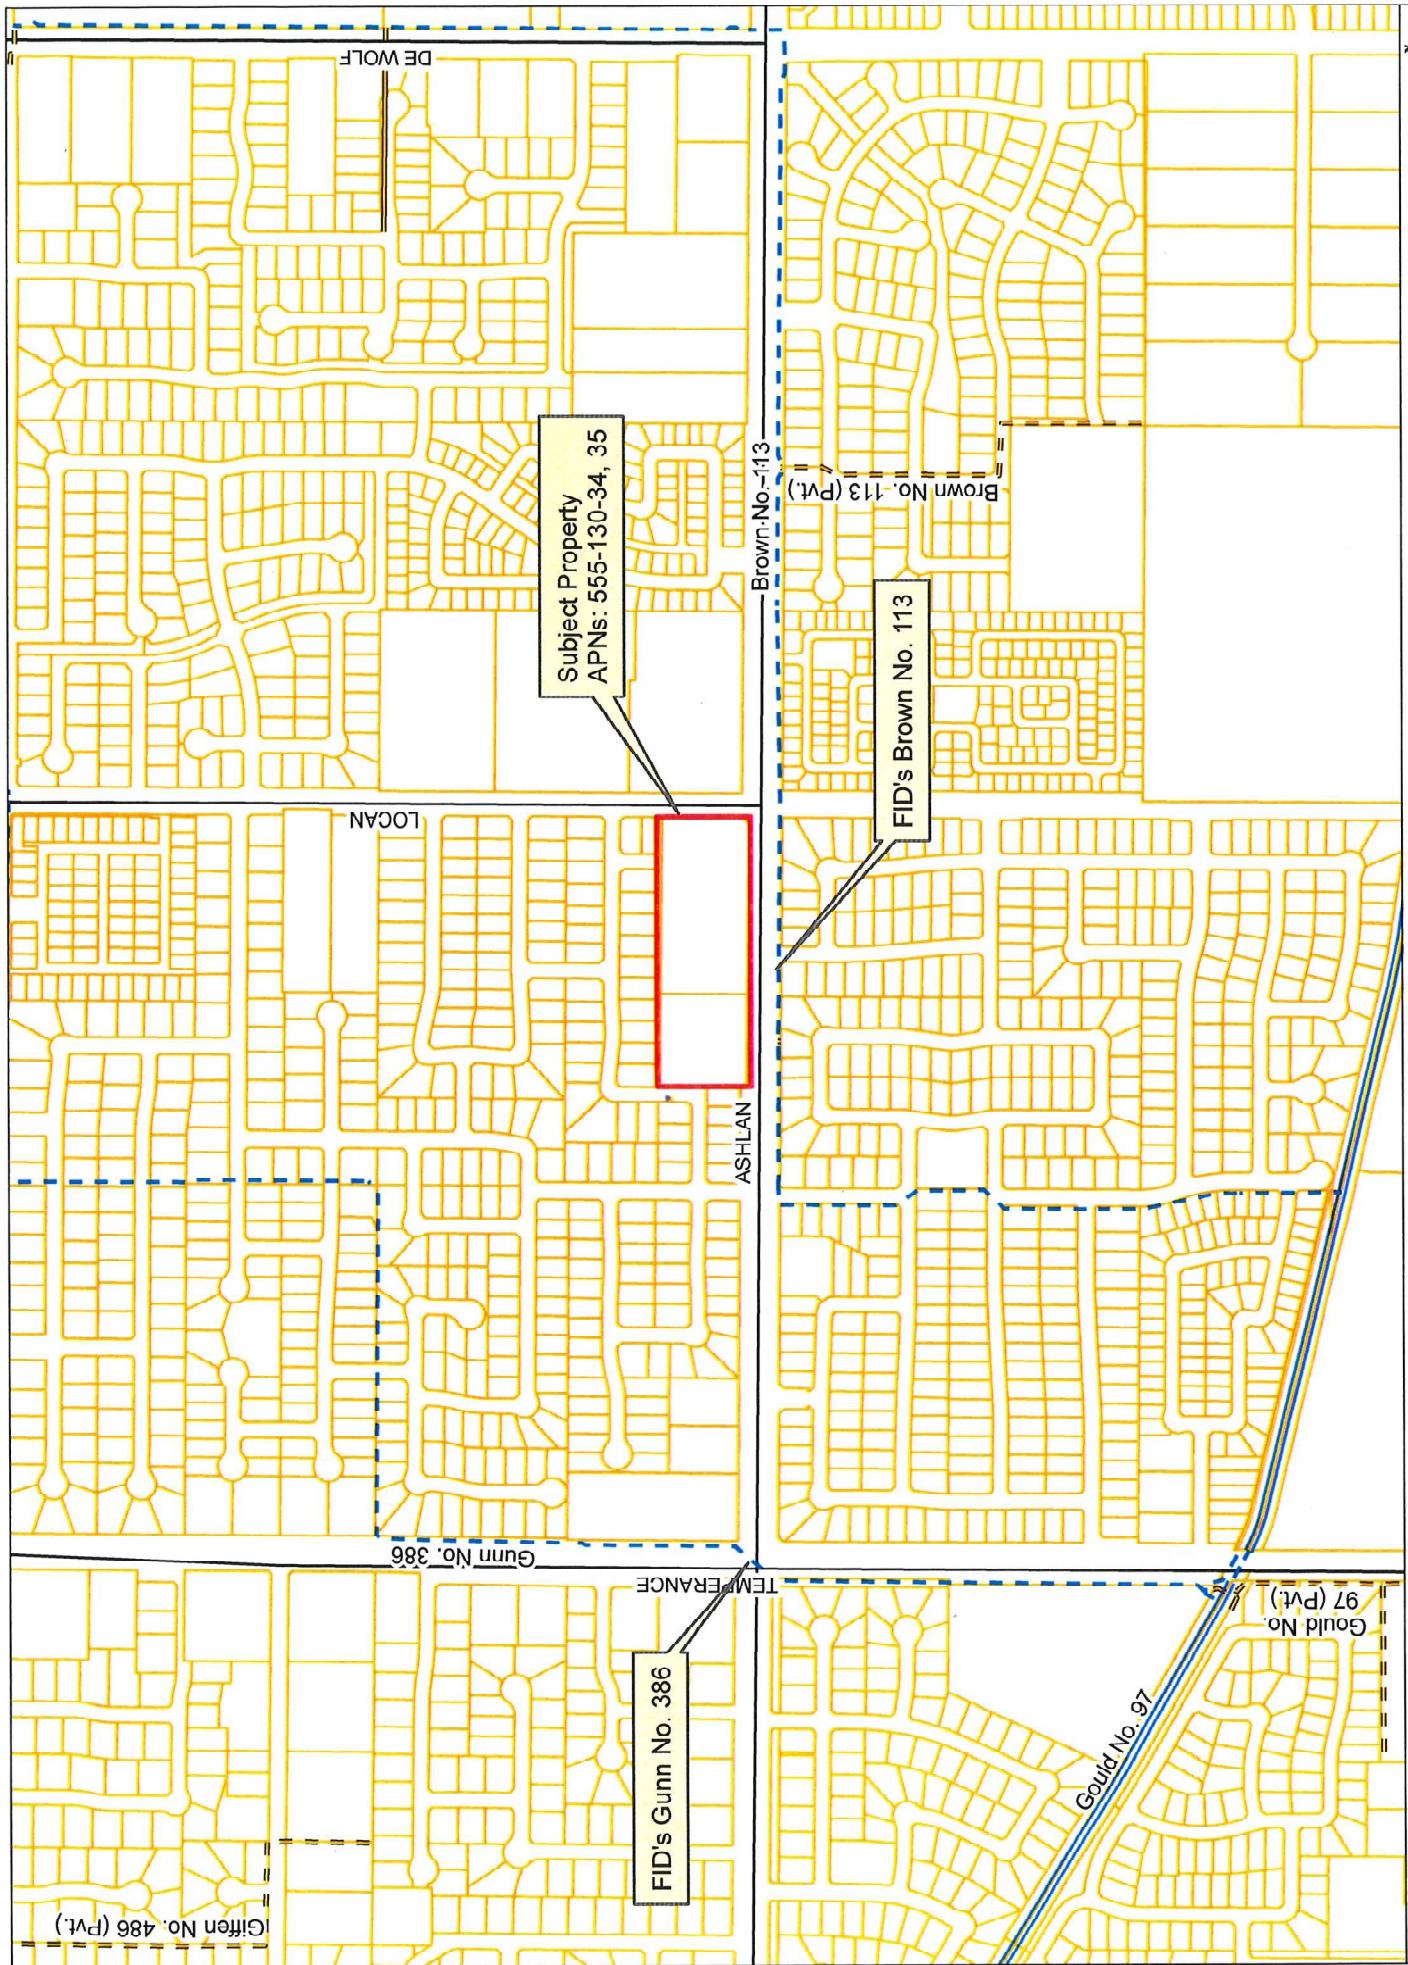 DE WOLF
Subject Property
APNs: 555-130-34, 35
Brown No. 113
Brown No. 113 (Pvt.)
FID's Brown No. 113
LOCAN
ASHLAN
Gunn No. 386
TEMPERANCE
FID's Gunn No. 386
Gould No.
97 (Pvt.)
Gould No. 97
Giffen No. 486 (Pvt.)